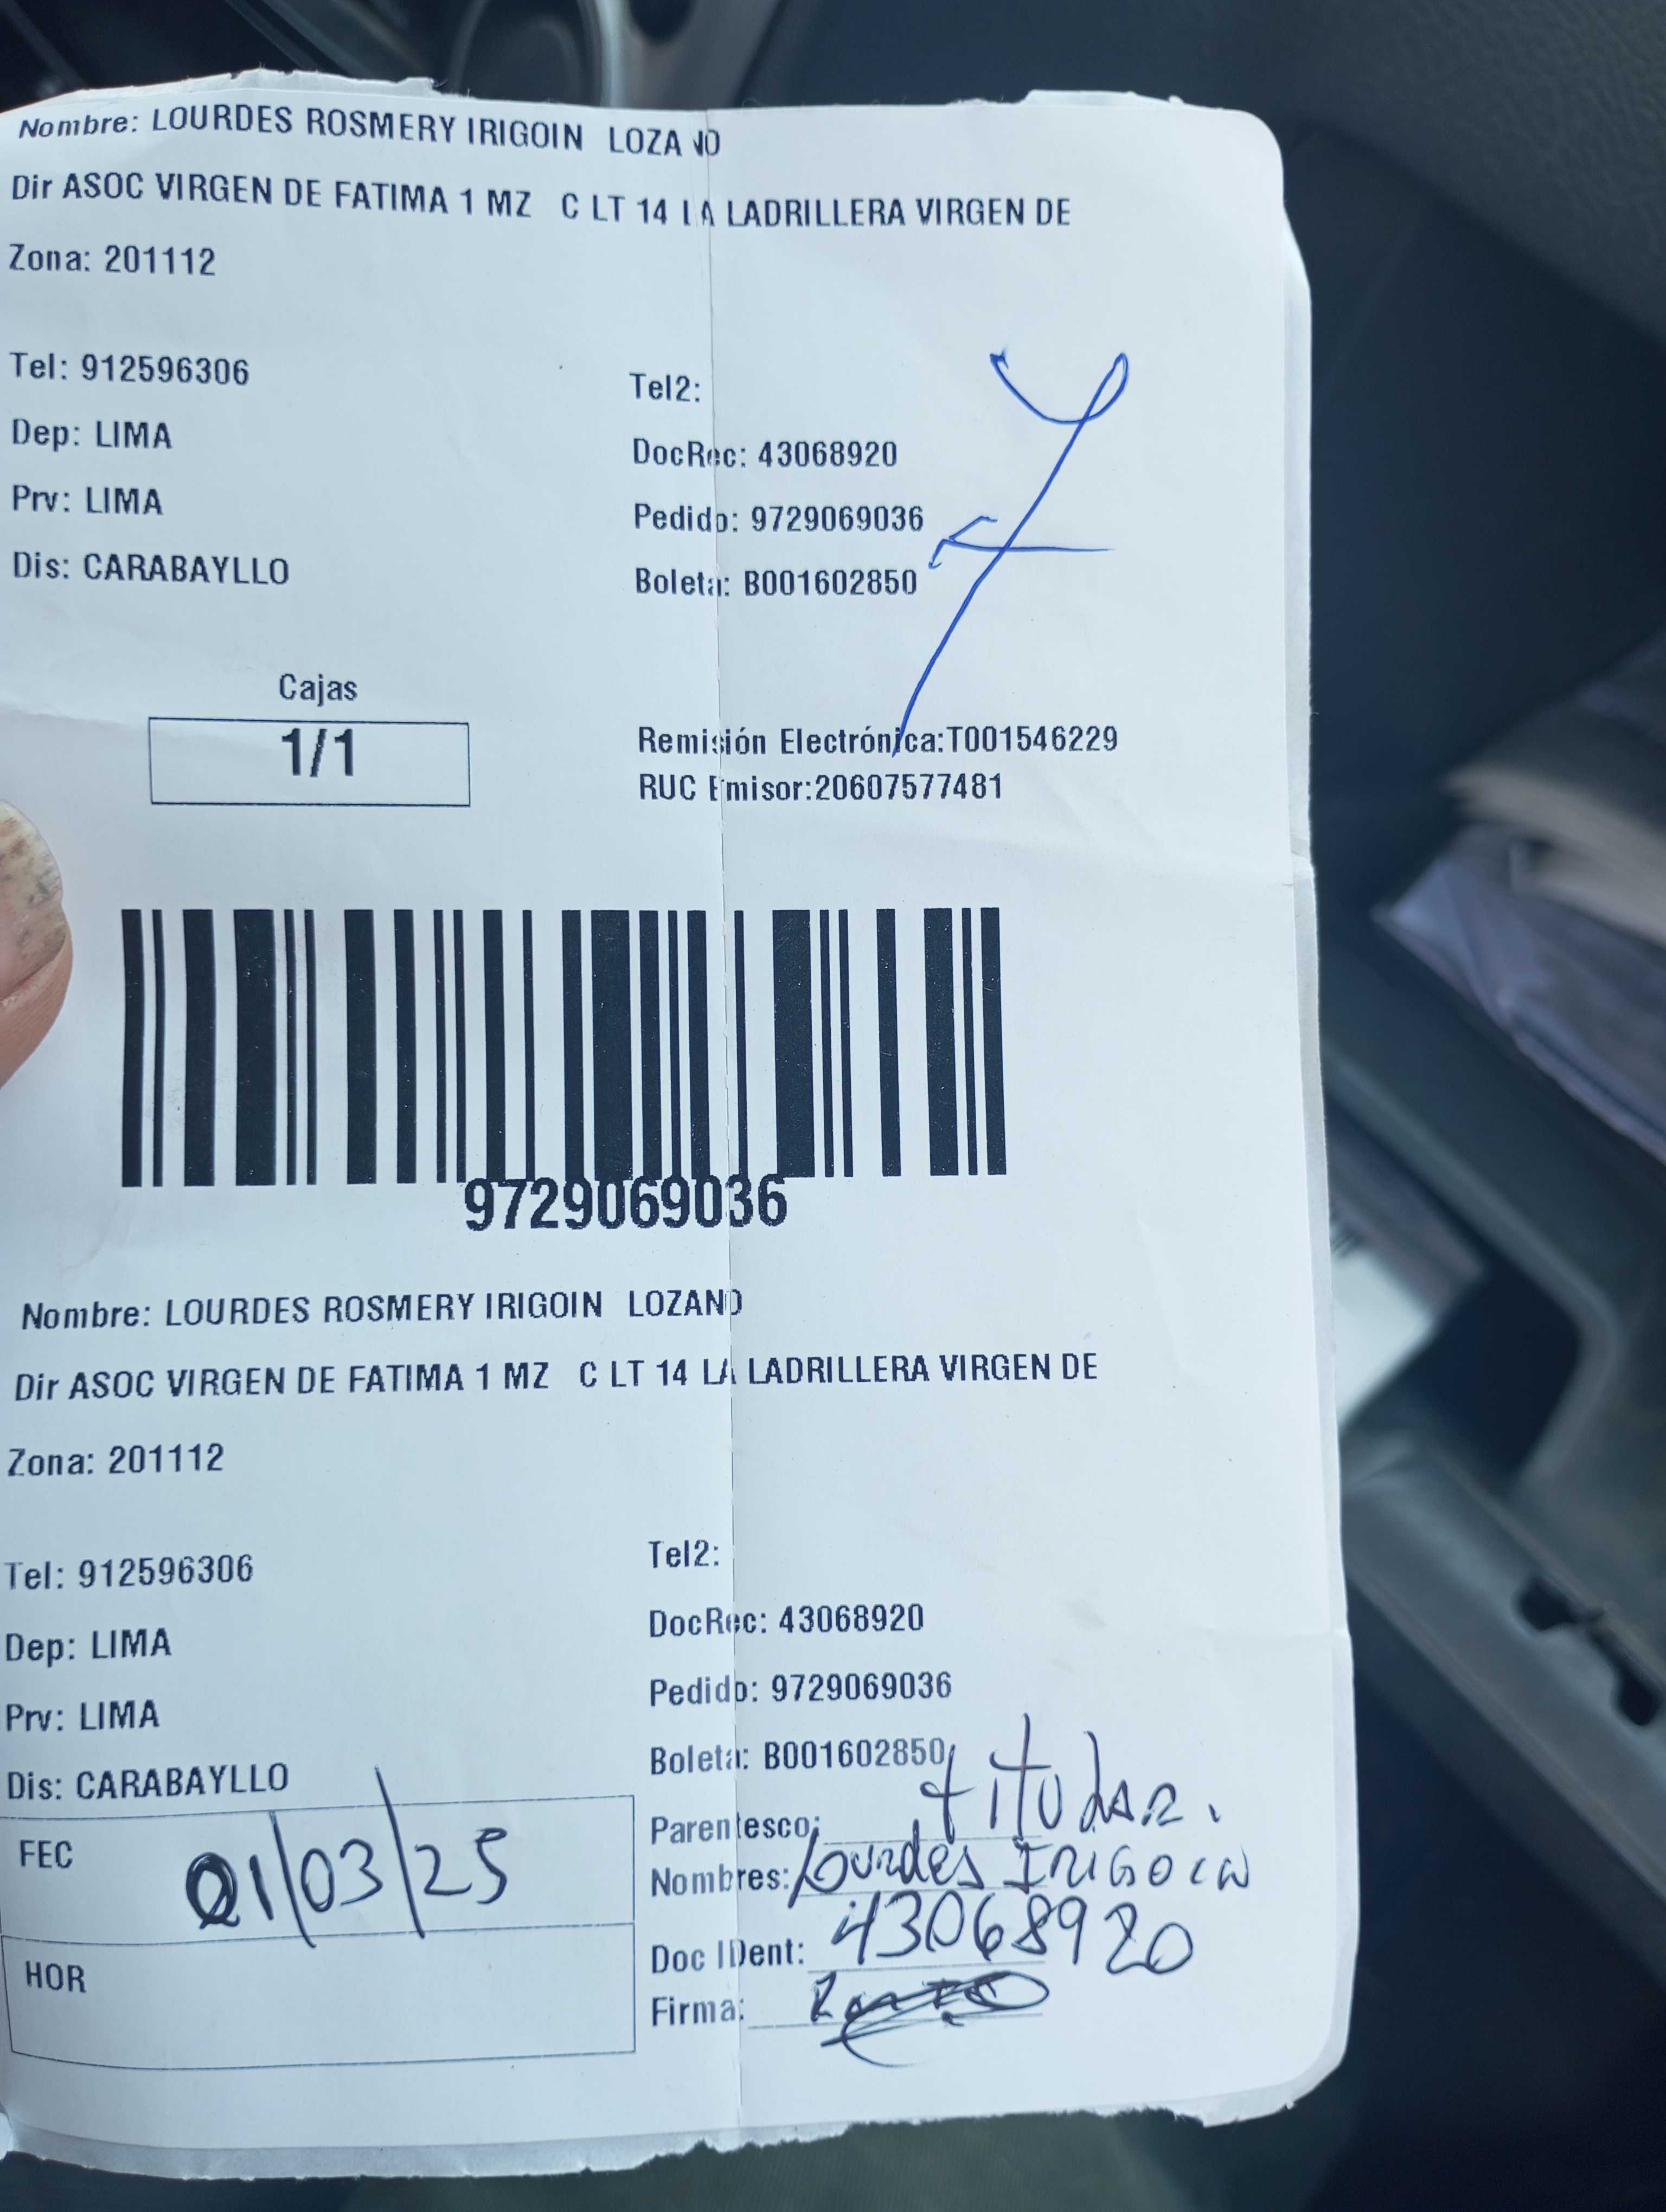 Nombre: LOURDES ROSMERY IRIGOIN LOZANO
Dir ASOC VIRGEN DE FATIMA 1 MZ C LT 14 LA LADRILLERA VIRGEN DE
Zona: 201112
Tel: 912596306
Tel2:
Dep: LIMA
DocRec: 43068920
Prv: LIMA
Pedido: 9729069036
Dis: CARABAYLLO
Boleta: B001602850
Cajas
1/1
Remisión Electrónica:T001546229
RUC Emisor:20607577481
9729069036
Nombre: LOURDES ROSMERY IRIGOIN LOZANO
Dir ASOC VIRGEN DE FATIMA 1 MZ C LT 14 LA LADRILLERA VIRGEN DE
Zona: 201112
Tel: 912596306
Tel2:
Dep: LIMA
DocRec: 43068920
Prv: LIMA
Pedido: 9729069036
Dis: CARABAYLLO
Boleta: B001602850
FEC 01/03/25
Parentesco: titular.
Nombres: Lourdes IRIGOIN
Doc IDent: 43068920
HOR
Firma: